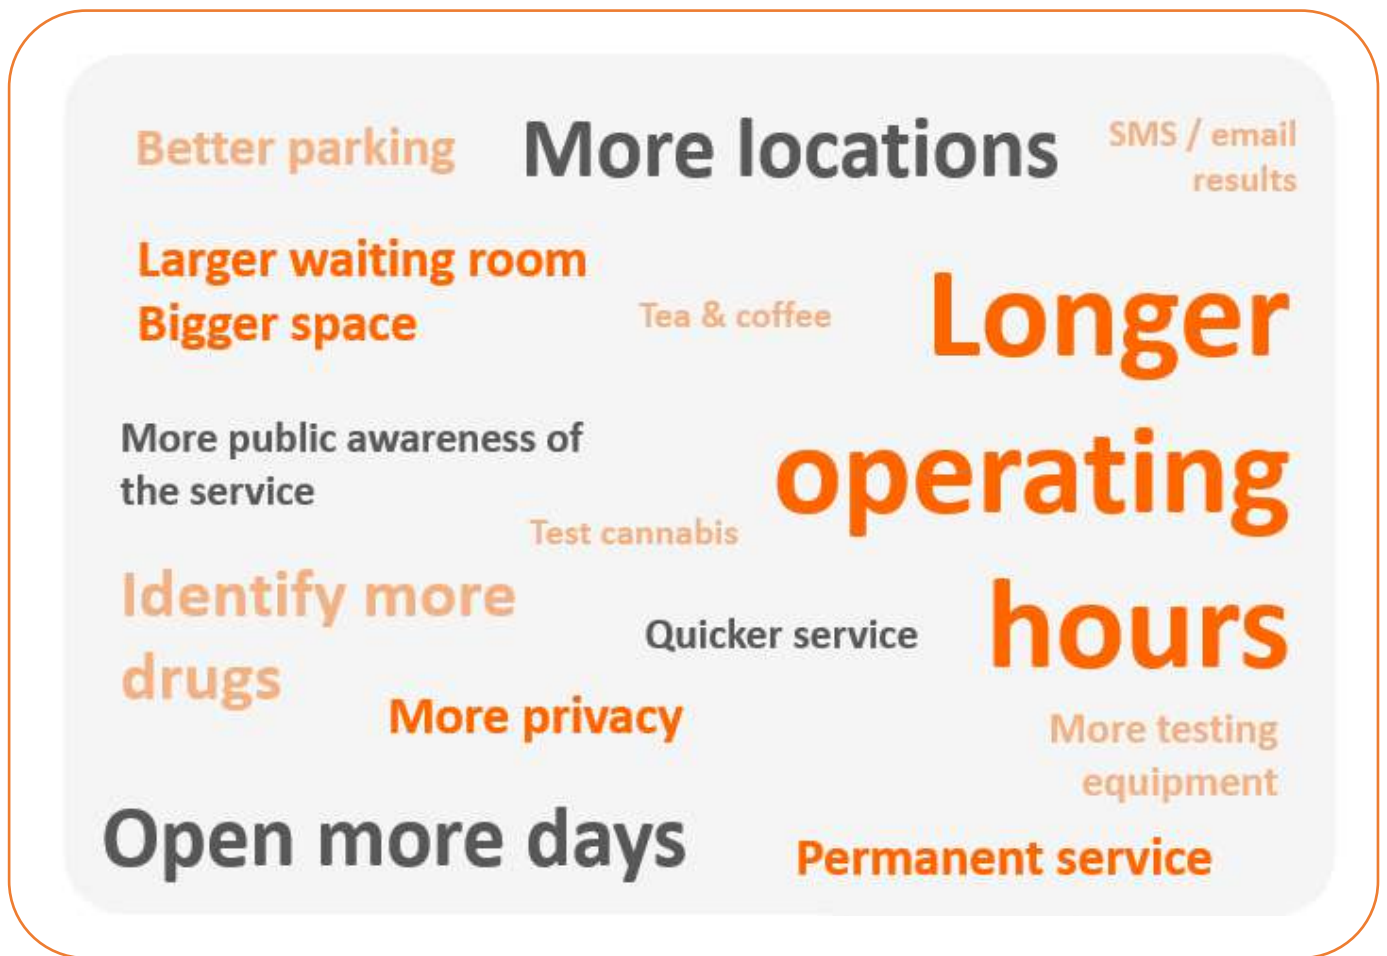 Better parking
More locations
SMS / email
results
Larger waiting room
Bigger space
Tea & coffee
Longer
operating
hours
More public awareness of
the service
Test cannabis
Identify more
drugs
Quicker service
More privacy
More testing
equipment
Open more days
Permanent service